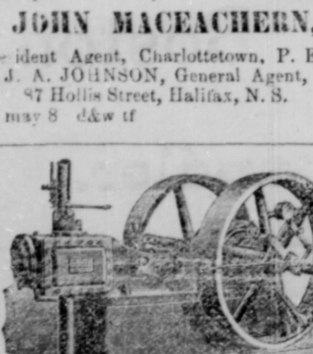 JOHN MACEACHERN,
ident Agent, Charlottetown, P. E
J. A. JOHNSON, General Agent,
87 Hollis Street, Halifax, N. S.
may 8 d&w tf